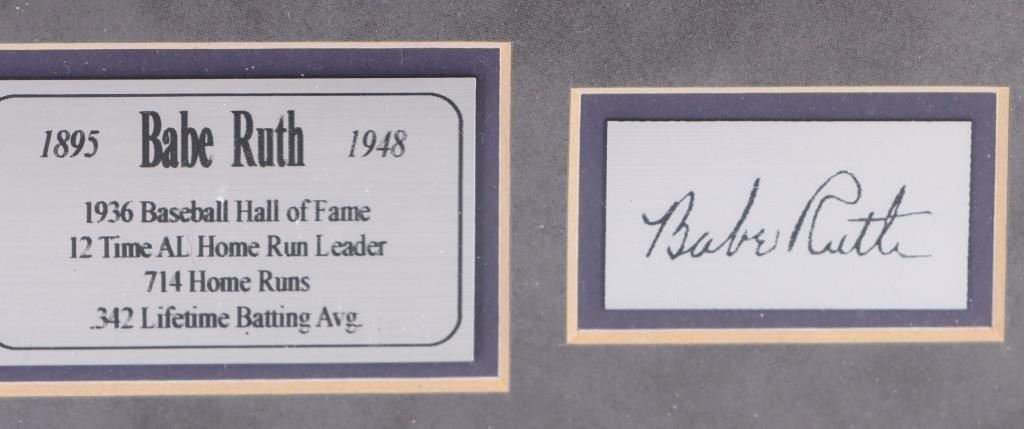 1895 Babe Ruth 1948
1936 Baseball Hall of Fame
12 Time AL Home Run Leader
714 Home Runs
.342 Lifetime Batting Avg.
Babe Ruth